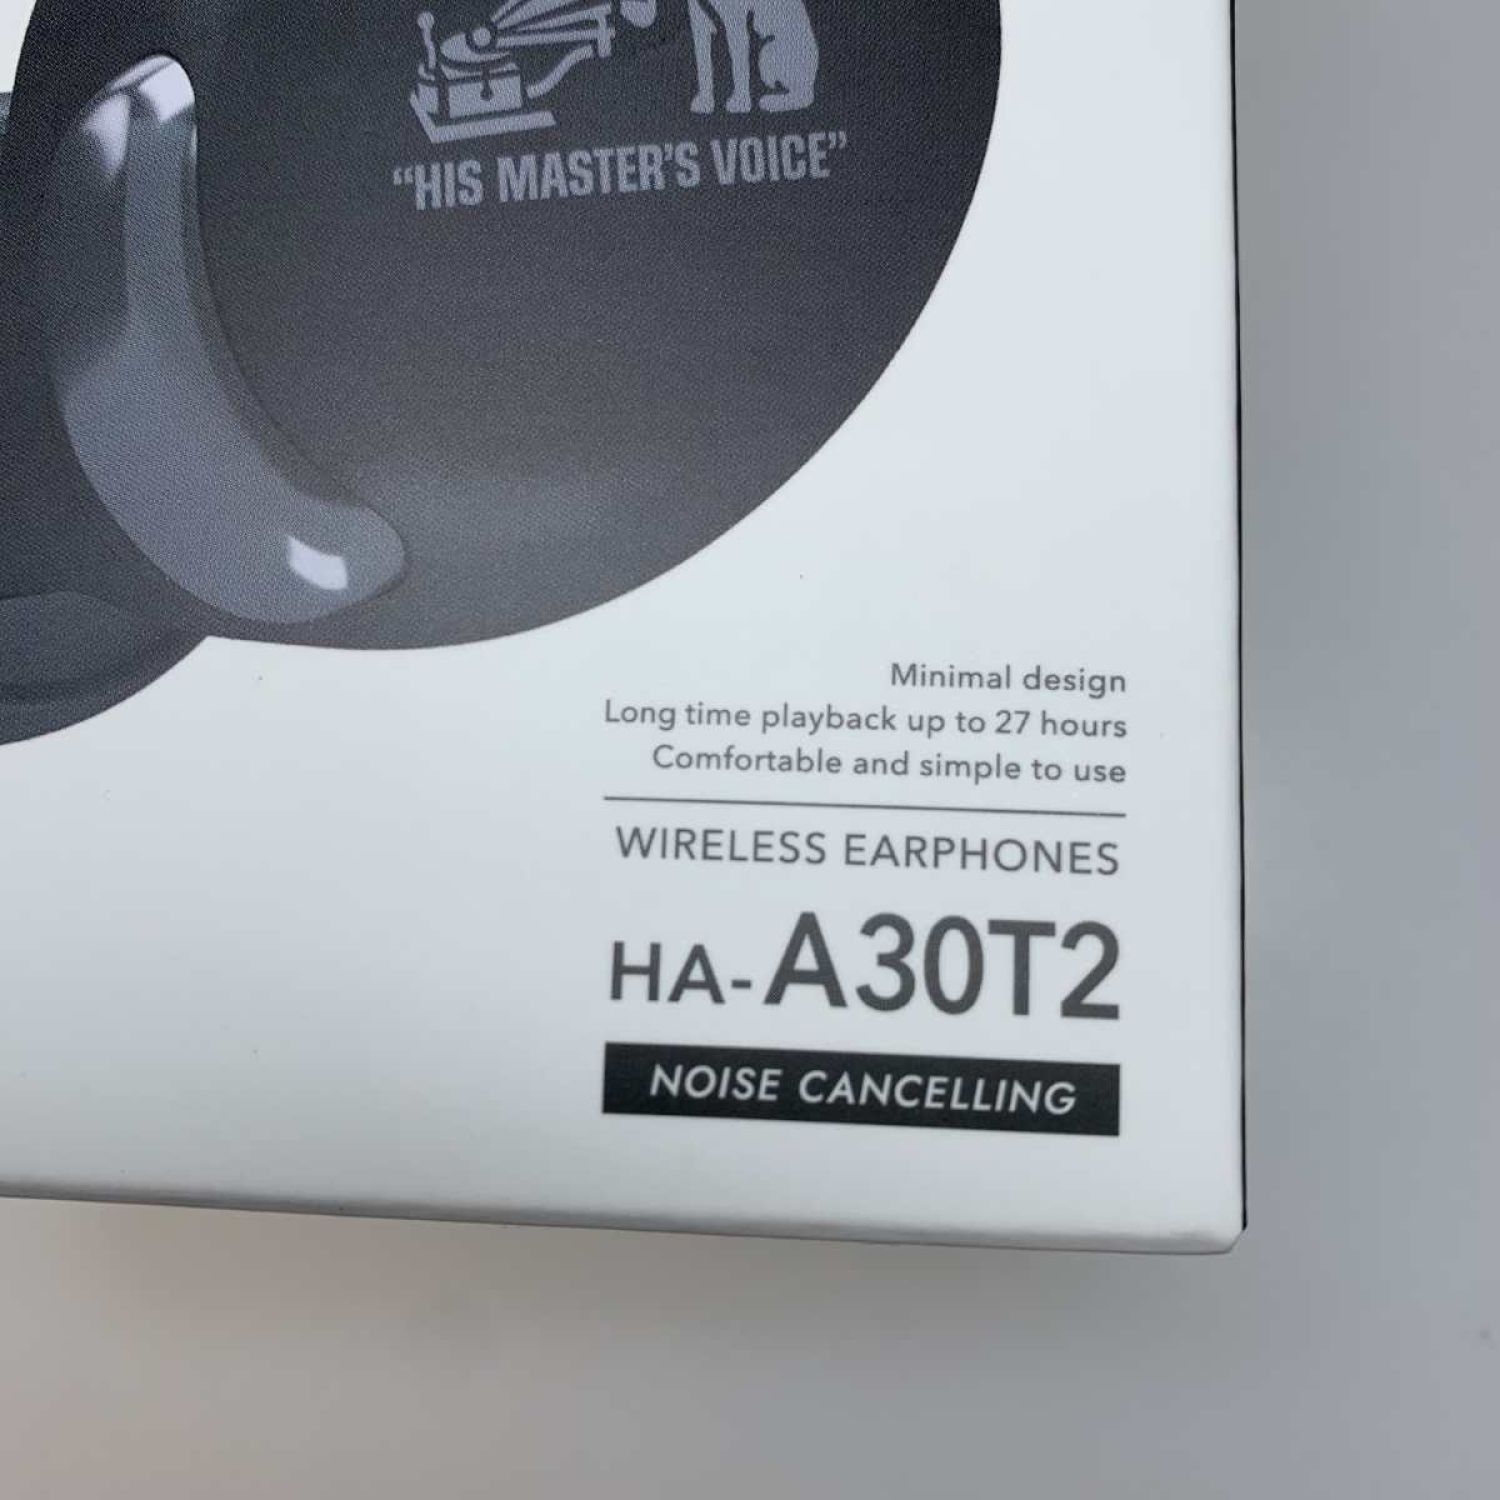 “HIS MASTER’S VOICE”
Minimal design
Long time playback up to 27 hours
Comfortable and simple to use
WIRELESS EARPHONES
HA-A30T2
NOISE CANCELLING